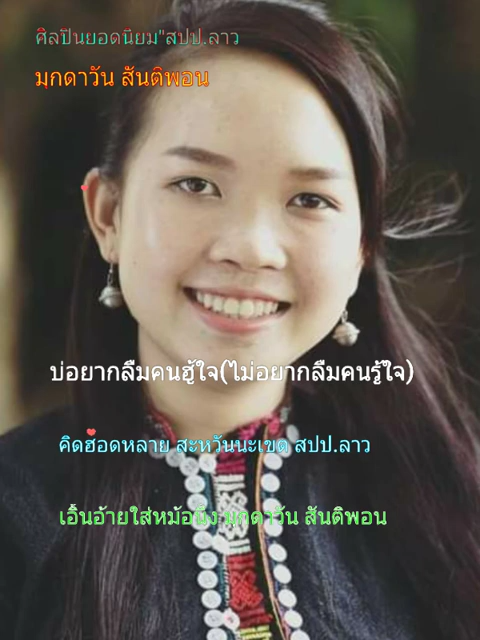 ศิลปินยอดนิยม"สปป.ลาว
มุกดาวัน สันติพอน
บ่อยากลืมคนฮู้ใจ(ไม่อยากลืมคนรู้ใจ)
คิดฮอดหลาย สะหวันนะเขด สปป.ลาว
เอิ้นอ้ายใส่หม้อนึ่ง มุกดาวัน สันติพอน